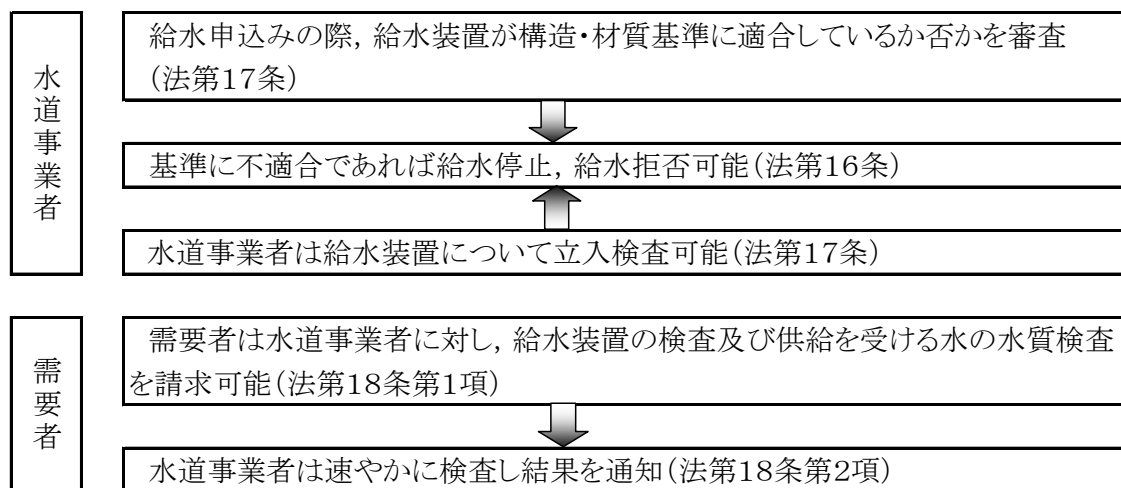 水道事業者
給水申込みの際，給水装置が構造・材質基準に適合しているか否かを審査
（法第１７条）
基準に不適合であれば給水停止，給水拒否可能（法第１６条）
水道事業者は給水装置について立入検査可能（法第１７条）
需要者
需要者は水道事業者に対し，給水装置の検査及び供給を受ける水の水質検査
を請求可能（法第１８条第１項）
水道事業者は速やかに検査し結果を通知（法第１８条第２項）